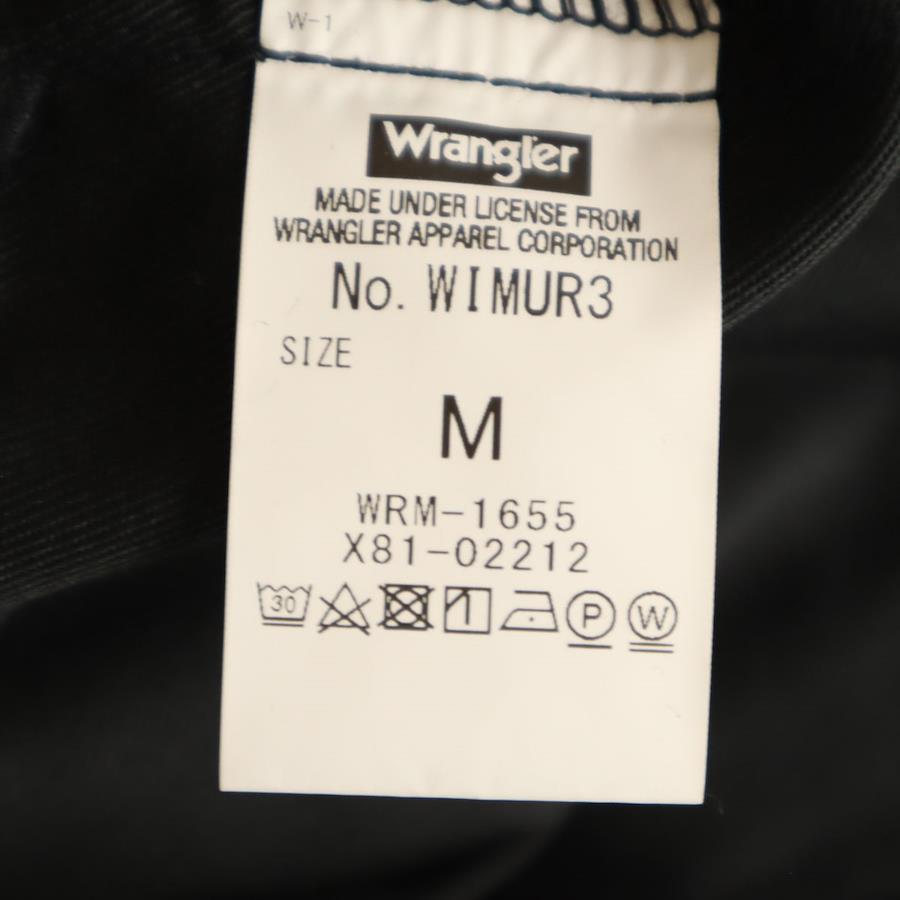 W-1
Wrangler
MADE UNDER LICENSE FROM
WRANGLER APPAREL CORPORATION
No. WIMUR3
SIZE
M
WRM-1655
X81-02212
30 P W